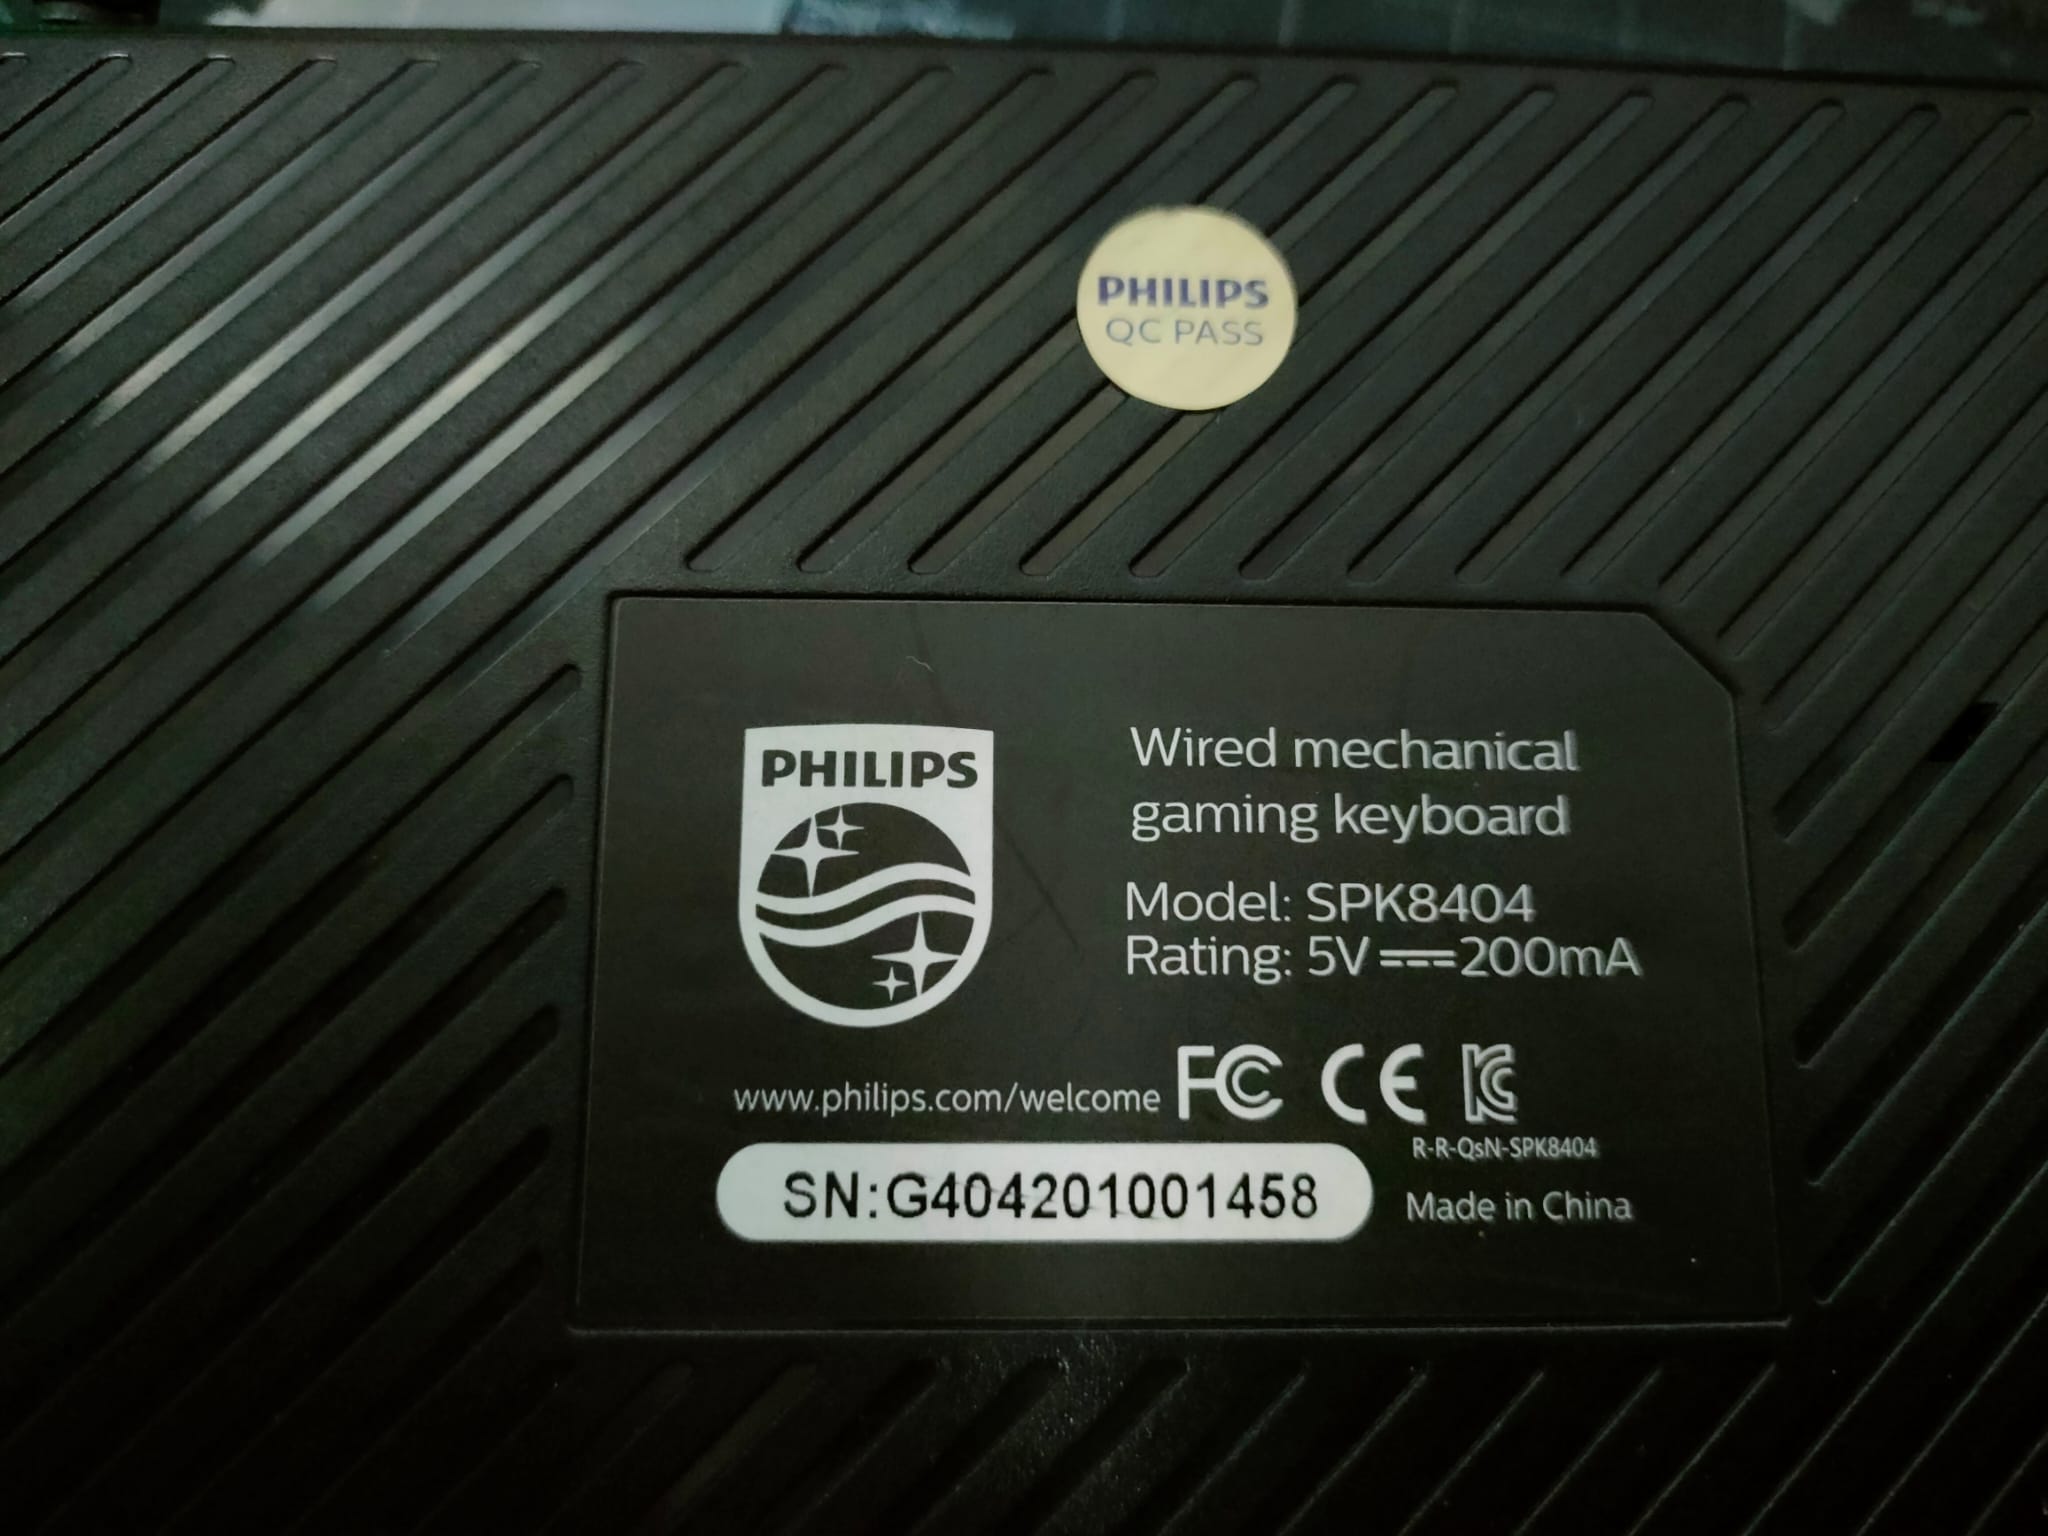 PHILIPS
QC PASS
PHILIPS
Wired mechanical
gaming keyboard
Model: SPK8404
Rating: 5V ⎓ 200mA
www.philips.com/welcome FC CE KC
R-R-QsN-SPK8404
SN:G404201001458
Made in China